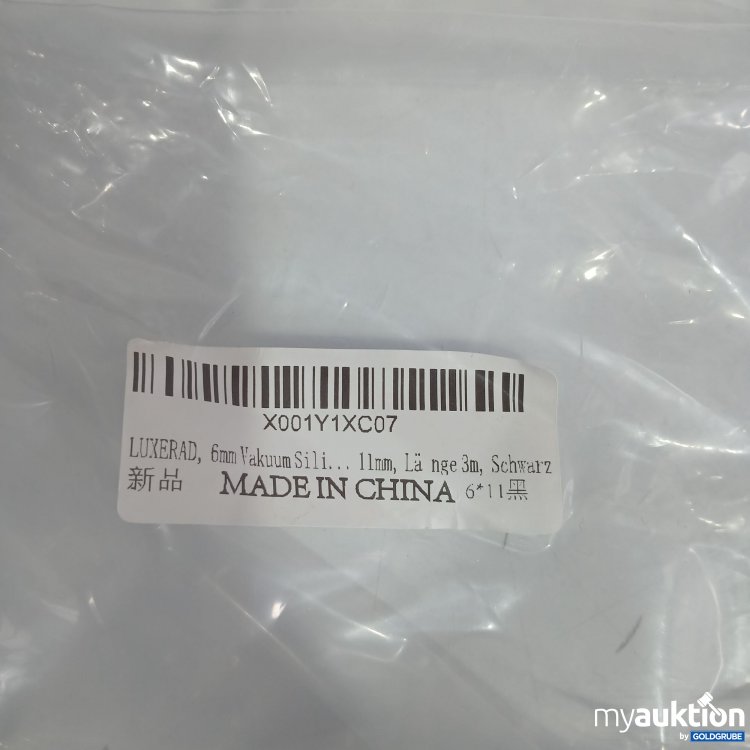 X001Y1XC07
LUXERAD, 6mm Vakuum Sili... 11mm, Lä nge 3m, Schwarz
新品 MADE IN CHINA 6*11黑
myauktion
by GOLDGRUBE